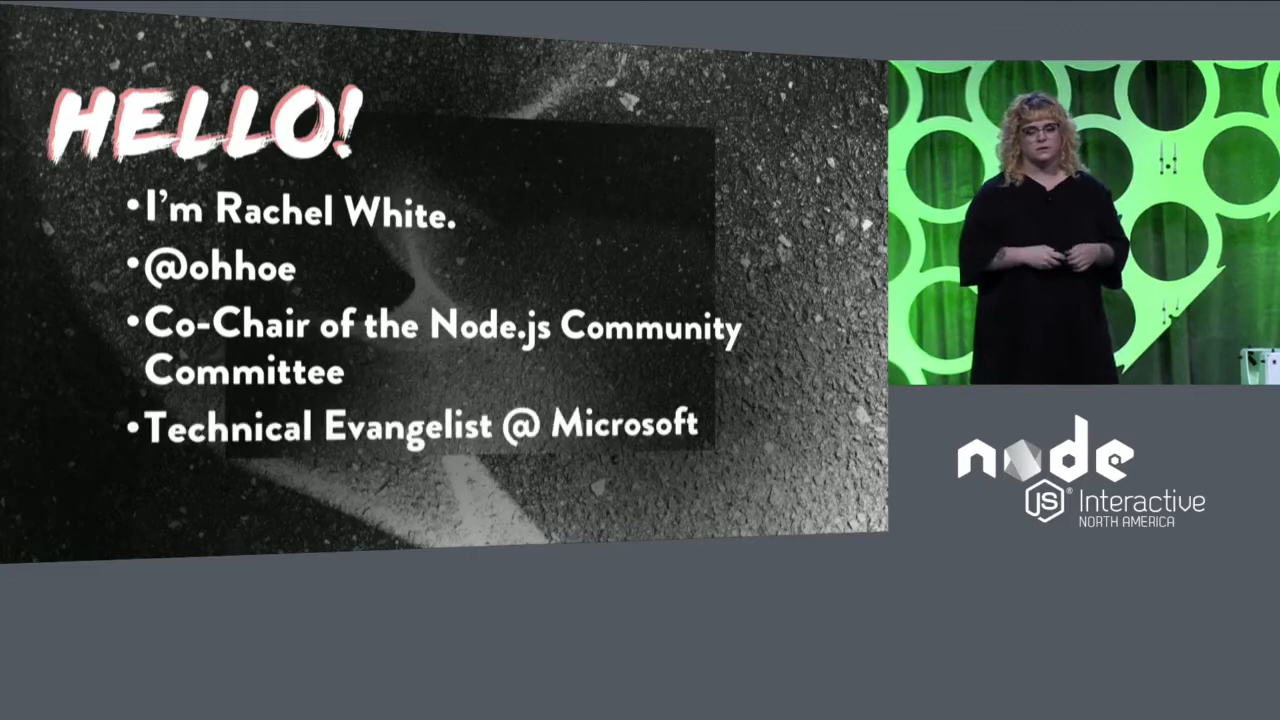 HELLO!
•I'm Rachel White.
•@ohhoe
•Co-Chair of the Node.js Community
Committee
•Technical Evangelist @ Microsoft
node
JS® Interactive
NORTH AMERICA